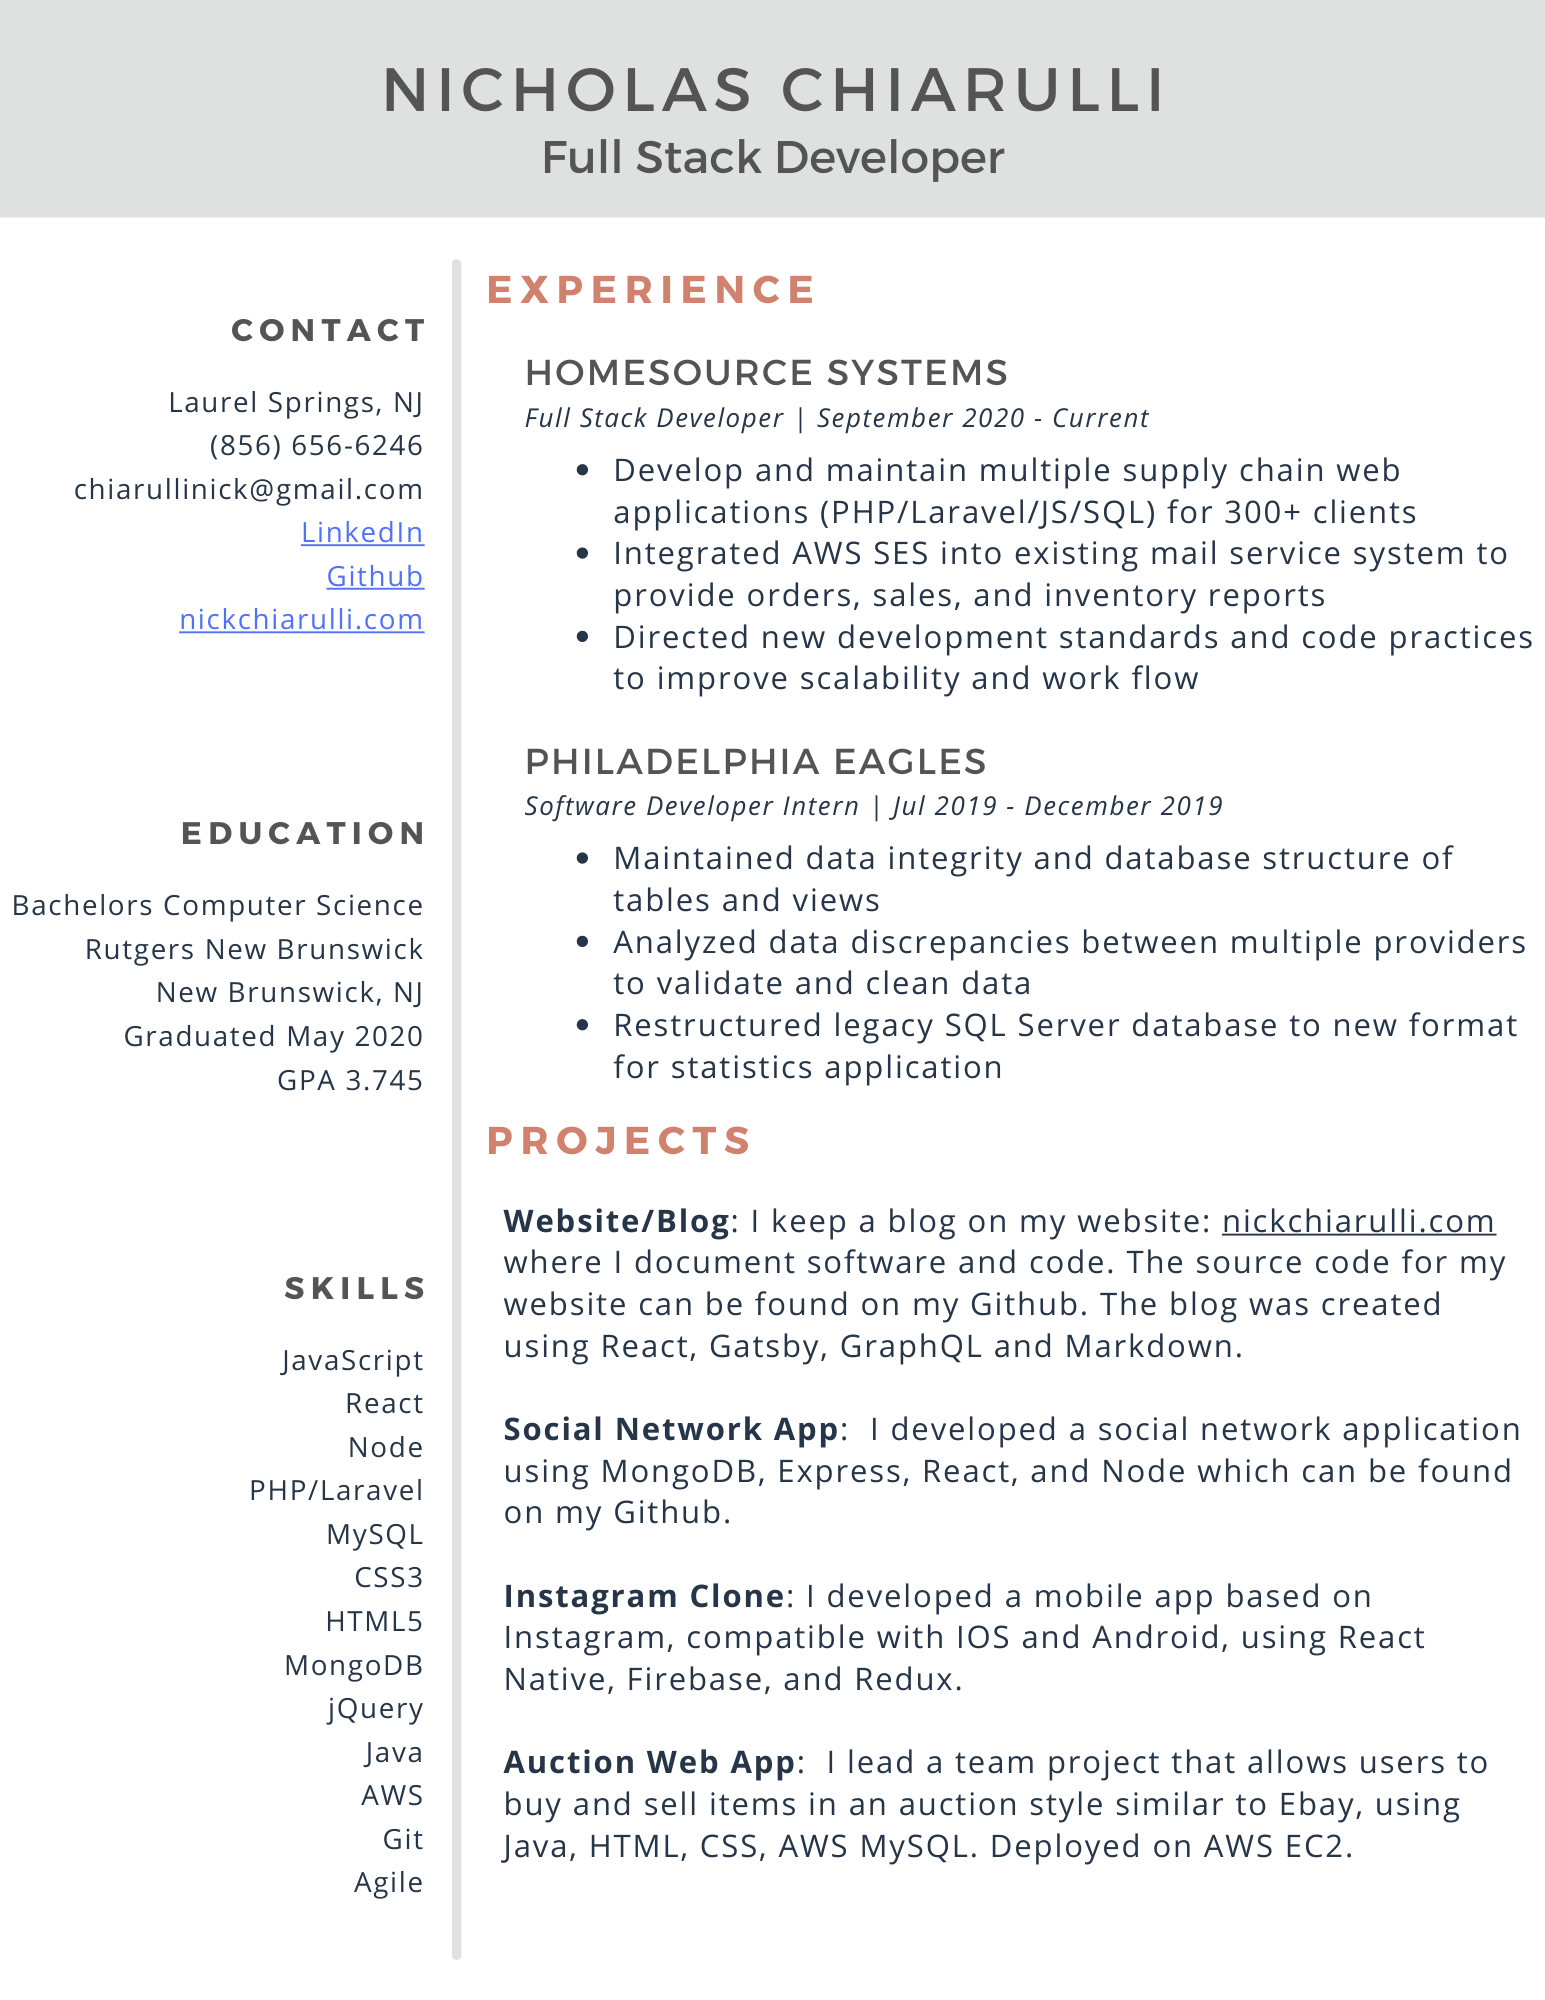 NICHOLAS CHIARULLI
Full Stack Developer
CONTACT
Laurel Springs, NJ
(856) 656-6246
chiarullinick@gmail.com
LinkedIn
Github
nickchiarulli.com
EDUCATION
Bachelors Computer Science
Rutgers New Brunswick
New Brunswick, NJ
Graduated May 2020
GPA 3.745
SKILLS
JavaScript
React
Node
PHP/Laravel
MySQL
CSS3
HTML5
MongoDB
jQuery
Java
AWS
Git
Agile
EXPERIENCE
HOMESOURCE SYSTEMS
Full Stack Developer | September 2020 - Current
• Develop and maintain multiple supply chain web
applications (PHP/Laravel/JS/SQL) for 300+ clients
• Integrated AWS SES into existing mail service system to
provide orders, sales, and inventory reports
• Directed new development standards and code practices
to improve scalability and work flow
PHILADELPHIA EAGLES
Software Developer Intern | Jul 2019 - December 2019
• Maintained data integrity and database structure of
tables and views
• Analyzed data discrepancies between multiple providers
to validate and clean data
• Restructured legacy SQL Server database to new format
for statistics application
PROJECTS
Website/Blog: I keep a blog on my website: nickchiarulli.com
where I document software and code. The source code for my
website can be found on my Github. The blog was created
using React, Gatsby, GraphQL and Markdown.
Social Network App:  I developed a social network application
using MongoDB, Express, React, and Node which can be found
on my Github.
Instagram Clone: I developed a mobile app based on
Instagram, compatible with IOS and Android, using React
Native, Firebase, and Redux.
Auction Web App:  I lead a team project that allows users to
buy and sell items in an auction style similar to Ebay, using
Java, HTML, CSS, AWS MySQL. Deployed on AWS EC2.